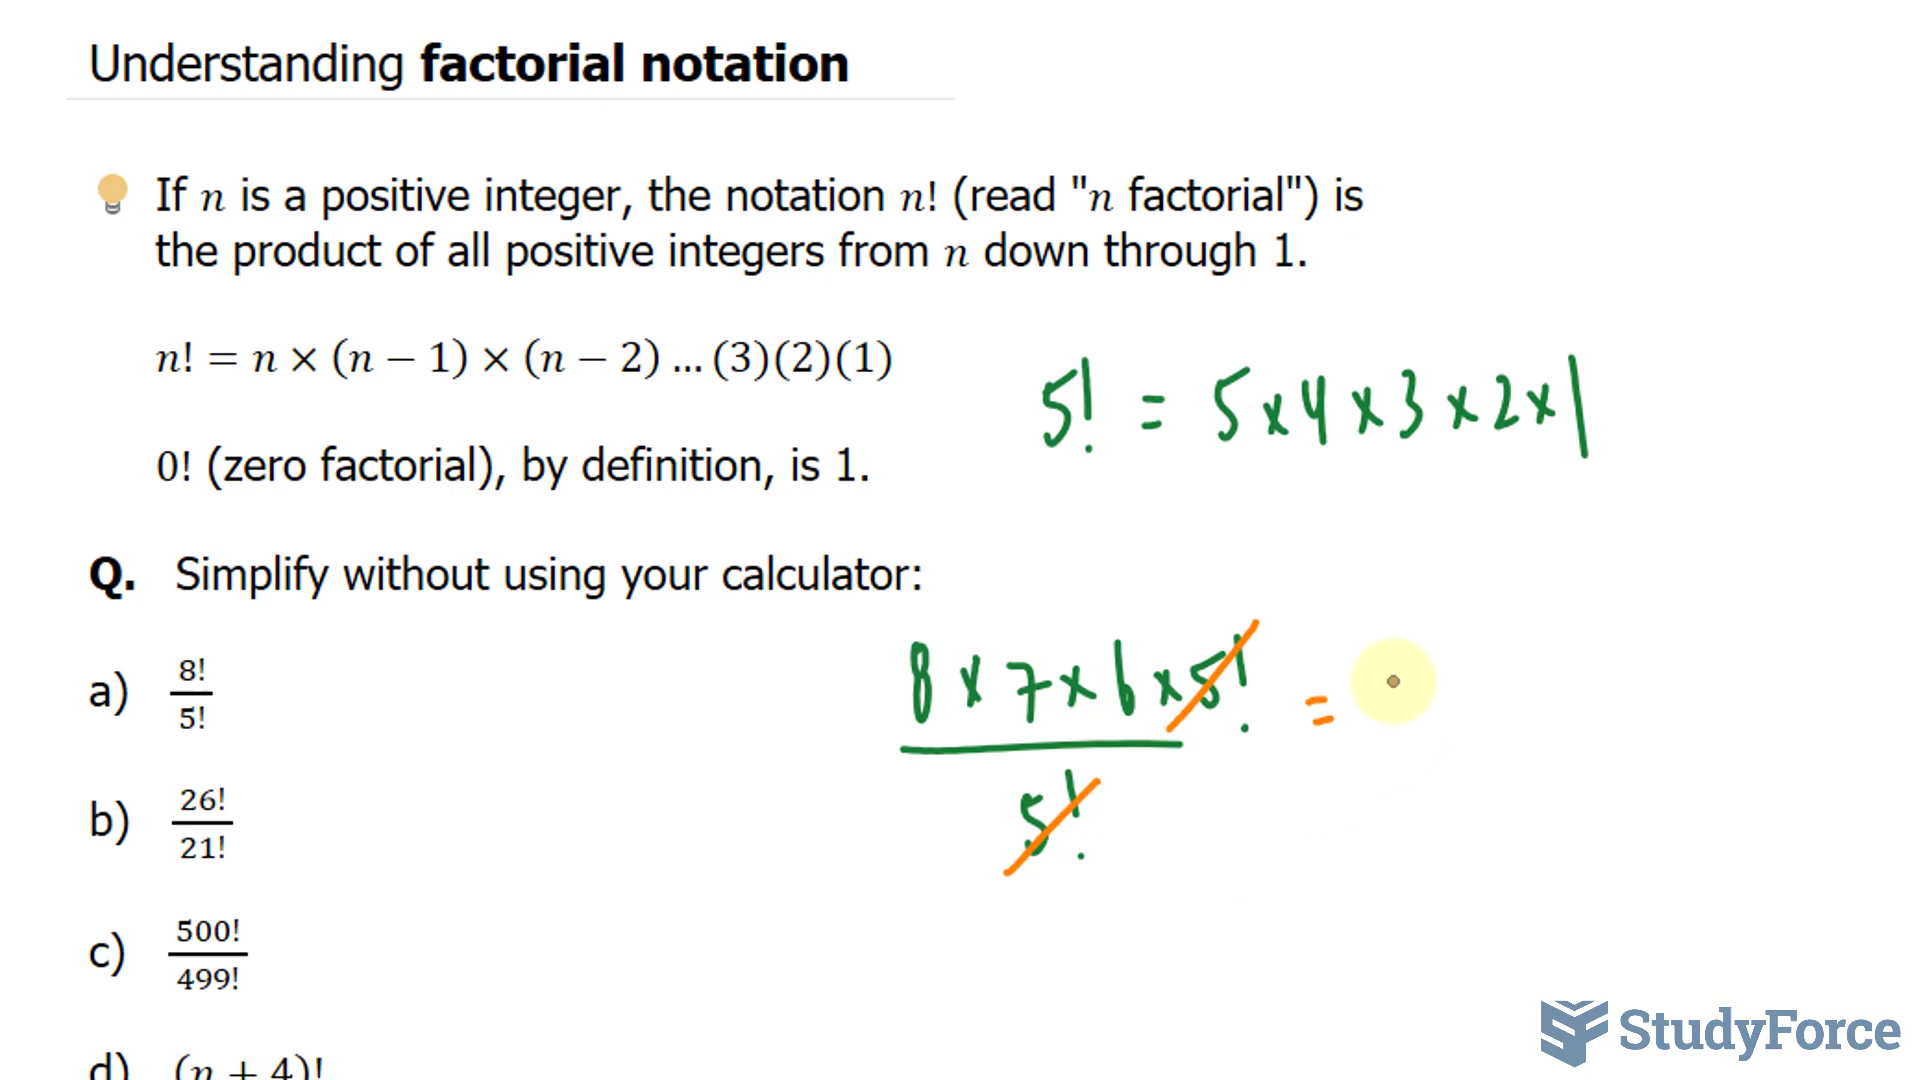 Understanding factorial notation
If n is a positive integer, the notation n! (read "n factorial") is
the product of all positive integers from n down through 1.
n! = n × (n − 1) × (n − 2) ... (3)(2)(1)
5! = 5 × 4 × 3 × 2 × 1
0! (zero factorial), by definition, is 1.
Q. Simplify without using your calculator:
a) 8!/5!
8 × 7 × 6 × 5! =
5!
b) 26!/21!
c) 500!/499!
d) (n + 4)!
StudyForce